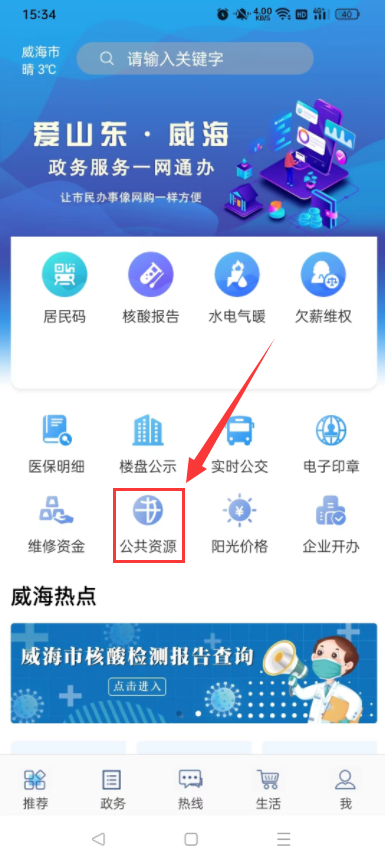 15:34
4.00 KB/S HD 4G 40
威海市
晴 3℃
请输入关键字
爱山东·威海
政务服务一网通办
让市民办事像网购一样方便
居民码 核酸报告 水电气暖 欠薪维权
医保明细 楼盘公示 实时公交 电子印章
维修资金 公共资源 阳光价格 企业开办
威海热点
威海市核酸检测报告查询
点击进入
推荐 政务 热线 生活 我